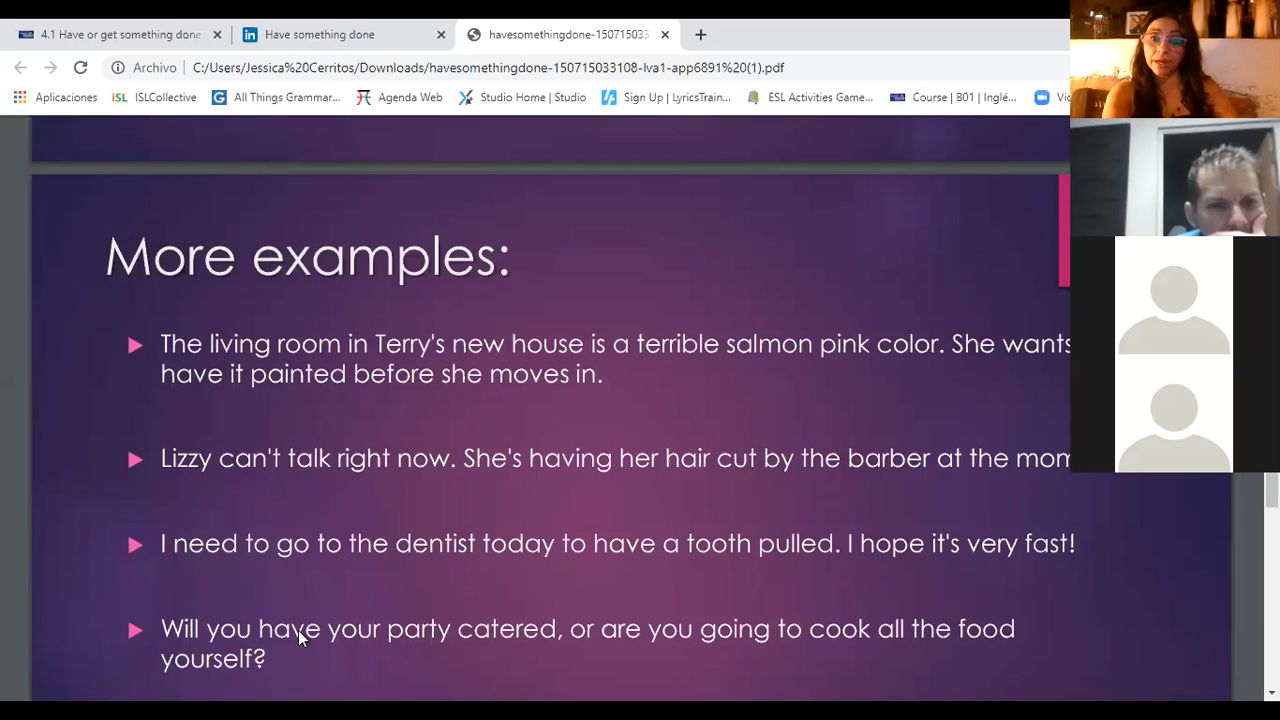 4.1 Have or get something done
Have something done
havesomethingdone-150715033
Archivo
C:/Users/Jessica%20Cerritos/Downloads/havesomethingdone-150715033108-lva1-app6891%20(1).pdf
Aplicaciones
iSL ISLCollective
All Things Grammar...
Agenda Web
Studio Home | Studio
Sign Up | LyricsTrain...
ESL Activities Game...
Course | B01 | Inglé...
More examples:
The living room in Terry's new house is a terrible salmon pink color. She wants
have it painted before she moves in.
Lizzy can't talk right now. She's having her hair cut by the barber at the mom
I need to go to the dentist today to have a tooth pulled. I hope it's very fast!
Will you have your party catered, or are you going to cook all the food
yourself?